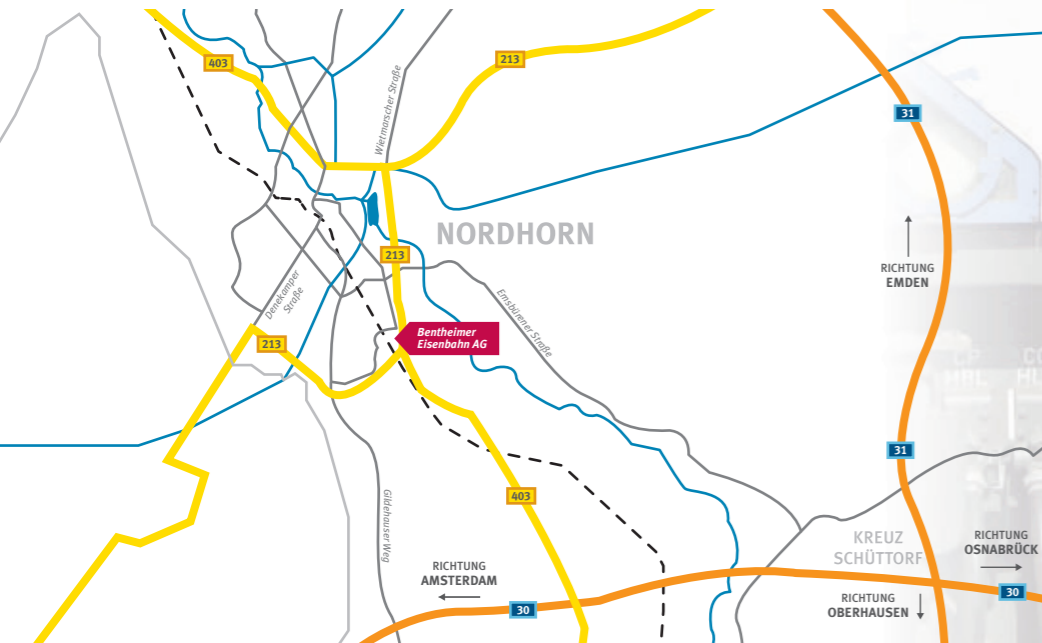 403
213
Wietmarscher Straße
31
NORDHORN
213
RICHTUNG
EMDEN
Denekamper
Straße
Emsbürener Straße
Bentheimer
Eisenbahn AG
213
31
403
Gildehauser Weg
KREUZ
SCHÜTTORF
RICHTUNG
OSNABRÜCK
RICHTUNG
AMSTERDAM
30
RICHTUNG
OBERHAUSEN
30